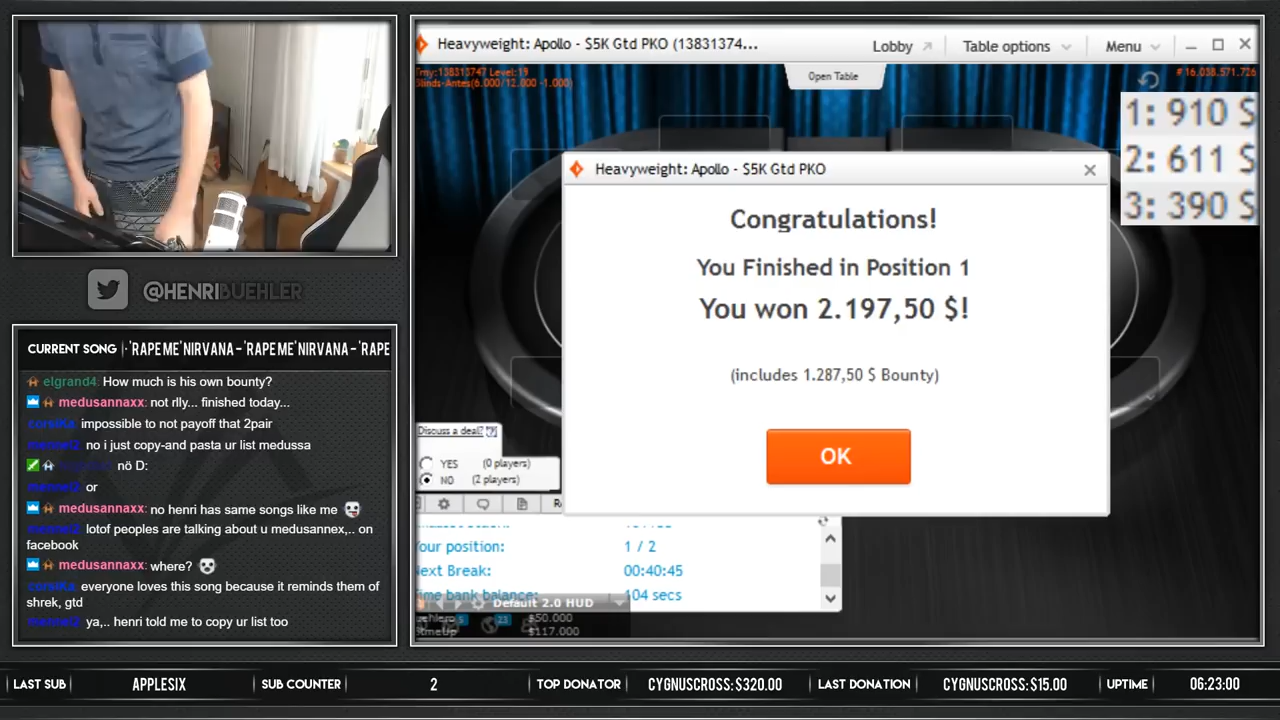 Heavyweight: Apollo - $5K Gtd PKO (13831374...
Lobby
Table options
Menu
Open Table
# 16.038.571.726
Blinds-Antes(6.000/12.000 -1.000)
1: 910 $
2: 611 $
3: 390 $
Heavyweight: Apollo - $5K Gtd PKO
Congratulations!
You Finished in Position 1
You won 2.197,50 $!
(includes 1.287,50 $ Bounty)
OK
@HENRIBUEHLER
CURRENT SONG
'RAPE ME' NIRVANA - 'RAPE ME' NIRVANA - 'RAPE
elgrand4: How much is his own bounty?
medusannaxx: not rlly... finished today...
impossible to not payoff that 2pair
no i just copy-and pasta ur list medussa
nö D:
or
medusannaxx: no henri has same songs like me
lotof peoples are talking about u medusannex,.. on
facebook
medusannaxx: where?
everyone loves this song because it reminds them of
shrek, gtd
ya,.. henri told me to copy ur list too
Discuss a deal? [?]
YES (0 players)
NO (2 players)
Your position: 1 / 2
Next Break: 00:40:45
Time bank balance: 104 secs
Default 2.0 HUD
$50.000
$117.000
LAST SUB
APPLESIX
SUB COUNTER
2
TOP DONATOR
CYGNUSCROSS: $320.00
LAST DONATION
CYGNUSCROSS: $15.00
UPTIME
06:23:00